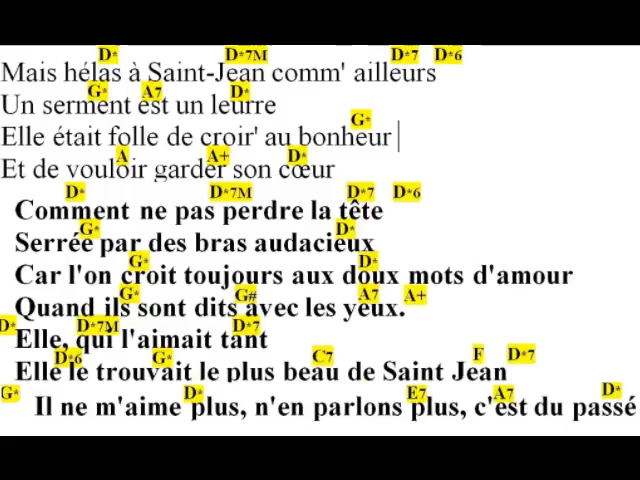 D* D*7M D*7 D*6
Mais hélas à Saint-Jean comm' ailleurs
G* A7 D*
Un serment est un leurre
G*
Elle était folle de croir' au bonheur
A A+ D*
Et de vouloir garder son cœur
D* D*7M D*7 D*6
Comment ne pas perdre la tête
G* D*
Serrée par des bras audacieux
G* D*
Car l'on croit toujours aux doux mots d'amour
G* G# A7 A+
Quand ils sont dits avec les yeux.
D* D*7M D*7
Elle, qui l'aimait tant
D*6 G* C7 F D*7
Elle le trouvait le plus beau de Saint Jean
G* D* E7 A7 D*
Il ne m'aime plus, n'en parlons plus, c'est du passé